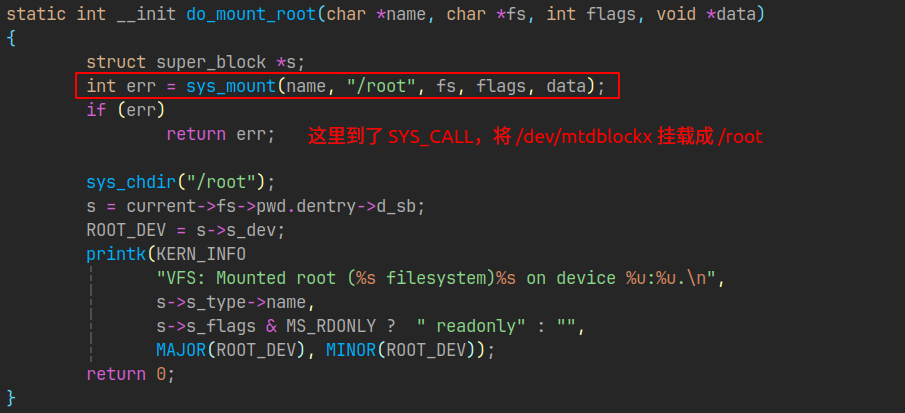 static int __init do_mount_root(char *name, char *fs, int flags, void *data)
{
struct super_block *s;
int err = sys_mount(name, "/root", fs, flags, data);
if (err)
return err; 这里到了 SYS_CALL，将 /dev/mtdblockx 挂载成 /root
sys_chdir("/root");
s = current->fs->pwd.dentry->d_sb;
ROOT_DEV = s->s_dev;
printk(KERN_INFO
"VFS: Mounted root (%s filesystem)%s on device %u:%u.\n",
s->s_type->name,
s->s_flags & MS_RDONLY ?  " readonly" : "",
MAJOR(ROOT_DEV), MINOR(ROOT_DEV));
return 0;
}